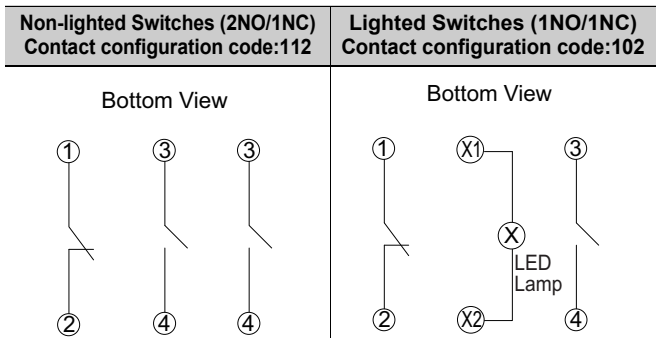 Non-lighted Switches (2NO/1NC)
Contact configuration code:112
Lighted Switches (1NO/1NC)
Contact configuration code:102
Bottom View
1 3 3
2 4 4
Bottom View
1 X1 3
X
LED
Lamp
2 X2 4